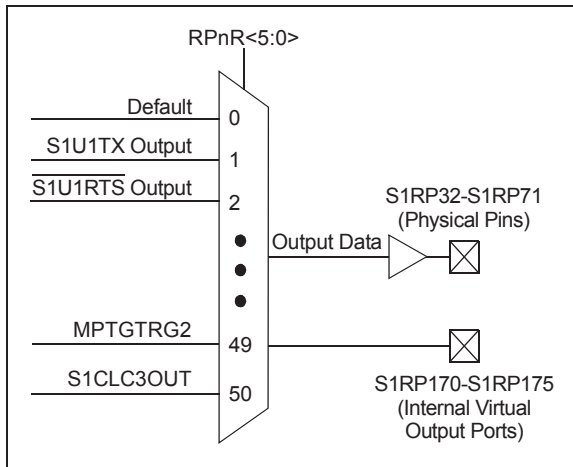 RPnR<5:0>
Default
0
S1U1TX Output
1
S1U1RTS Output
2
S1RP32-S1RP71
(Physical Pins)
Output Data
MPTGTRG2
49
S1CLC3OUT
50
S1RP170-S1RP175
(Internal Virtual
Output Ports)